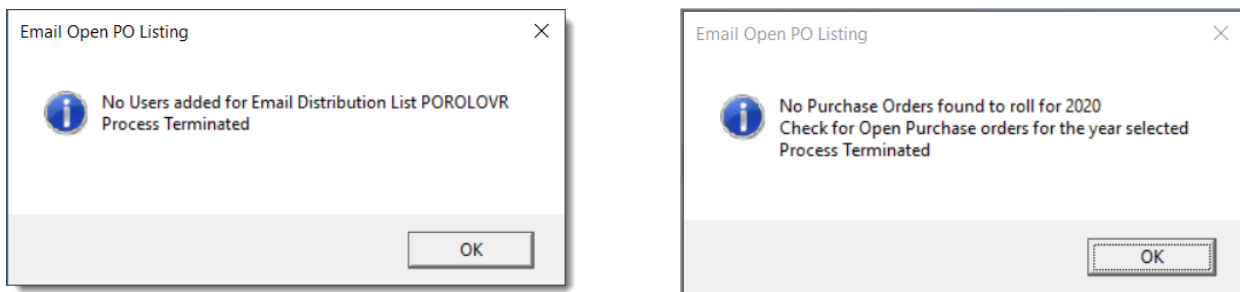 Email Open PO Listing
No Users added for Email Distribution List POROLOVR
Process Terminated
OK
Email Open PO Listing
No Purchase Orders found to roll for 2020
Check for Open Purchase orders for the year selected
Process Terminated
OK